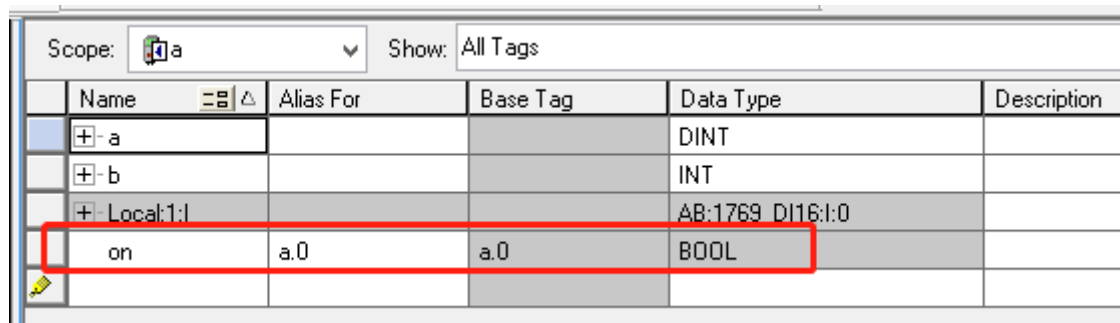 Scope: a Show: All Tags
Name Alias For Base Tag Data Type Description
a DINT
b INT
Local:1:I AB:1769_DI16:I:0
on a.0 a.0 BOOL